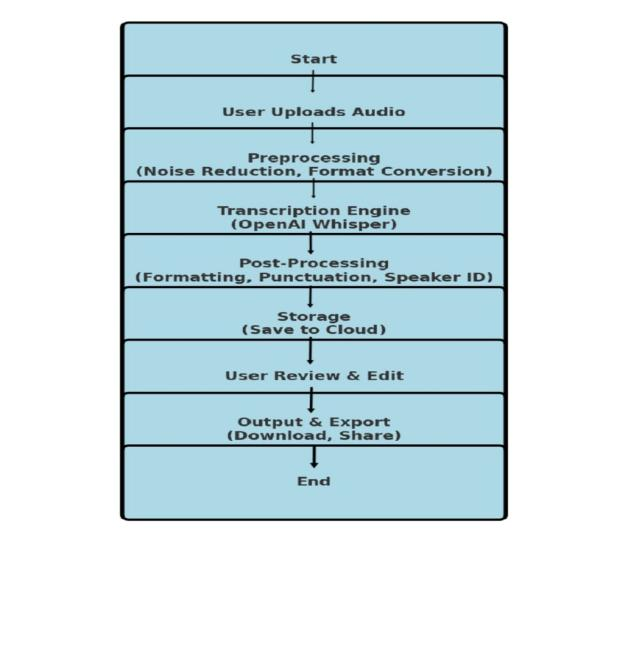 Start
User Uploads Audio
Preprocessing
(Noise Reduction, Format Conversion)
Transcription Engine
(OpenAI Whisper)
Post-Processing
(Formatting, Punctuation, Speaker ID)
Storage
(Save to Cloud)
User Review & Edit
Output & Export
(Download, Share)
End